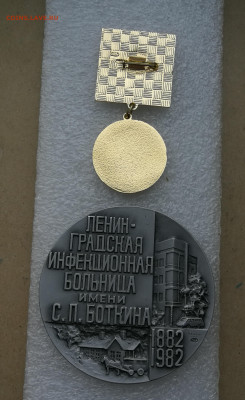 ЛЕНИН-
ГРАДСКАЯ
ИНФЕКЦИОННАЯ
БОЛЬНИЦА
ИМЕНИ
С.П. БОТКИНА
1882
1982